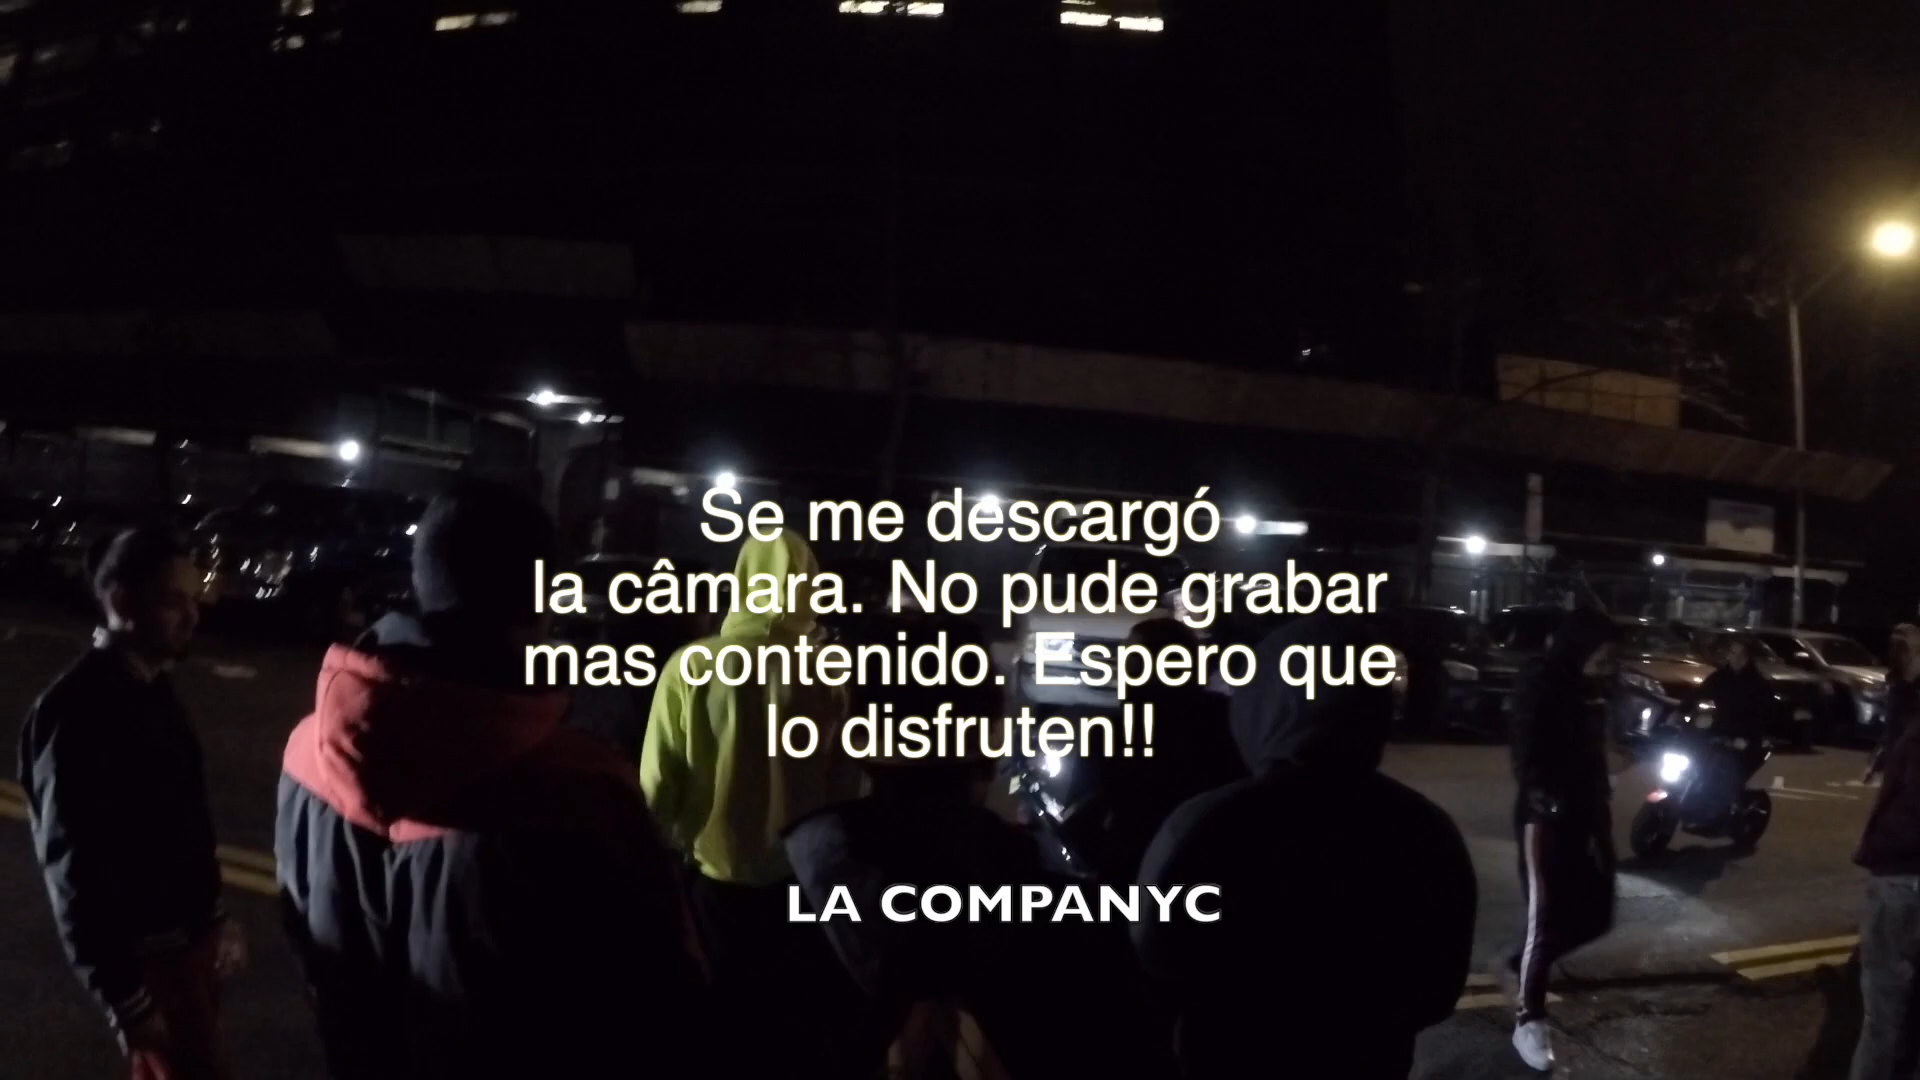 Se me descargó
la câmara. No pude grabar
mas contenido. Espero que
lo disfruten!!
LA COMPANYC